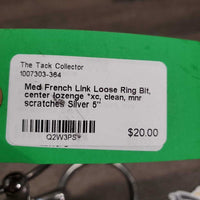 The Tack Collector
1007303-364
Med French Link Loose Ring Bit,
center lozenge *xc, clean, mnr
scratches Silver 5"
$20.00
Q2W3PS